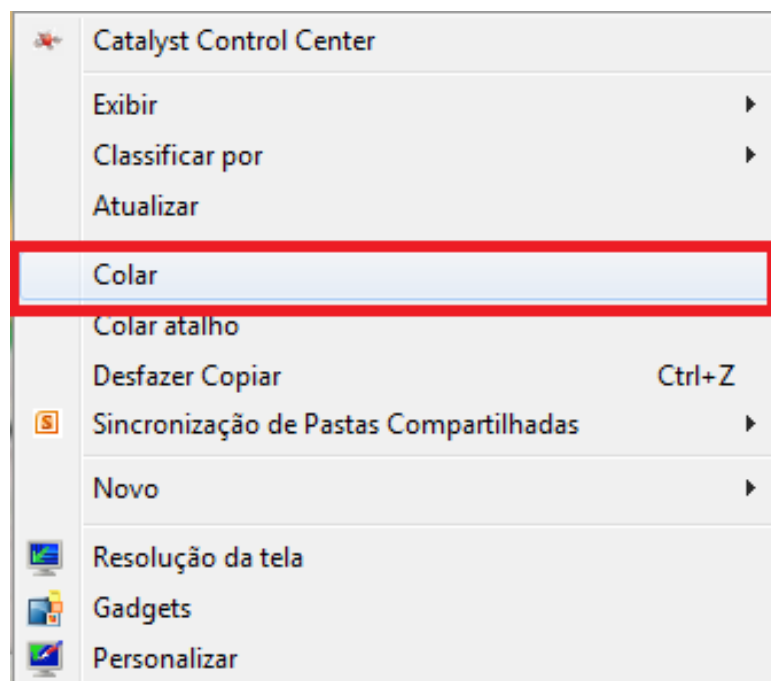 Catalyst Control Center
Exibir
Classificar por
Atualizar
Colar
Colar atalho
Desfazer Copiar Ctrl+Z
Sincronização de Pastas Compartilhadas
Novo
Resolução da tela
Gadgets
Personalizar